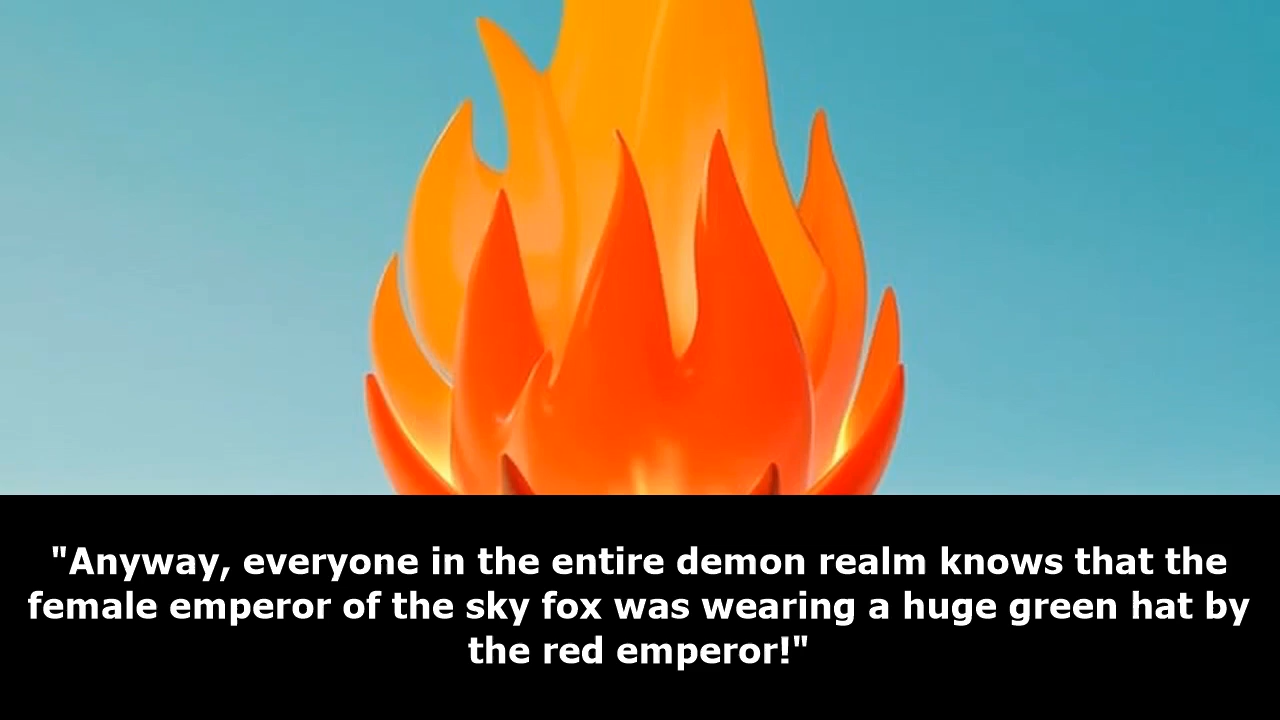 "Anyway, everyone in the entire demon realm knows that the
female emperor of the sky fox was wearing a huge green hat by
the red emperor!"